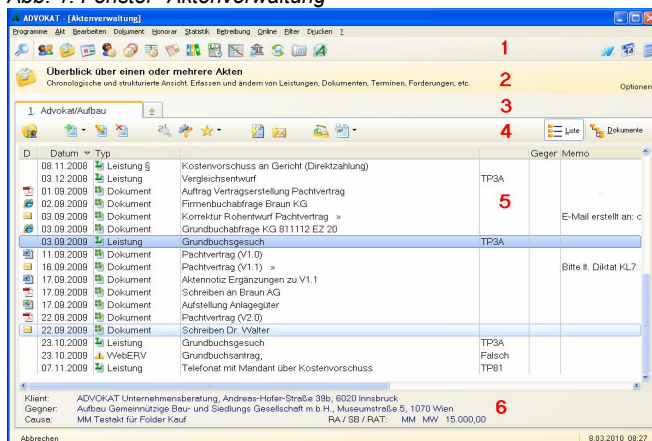 Abb. 1: Fenster "Aktenverwaltung"
ADVOKAT - [Aktenverwaltung]
Programme Akt Bearbeiten Dokument Honorar Statistik Betreibung Online Filter Drucken ?
1
Überblick über einen oder mehrere Akten
Chronologische und strukturierte Ansicht. Erfassen und ändern von Leistungen, Dokumenten, Terminen, Forderungen, etc.
2
Optionen
1 Advokat/Aufbau
3
4
Liste Dokumente
D Datum Typ Geger Memo
08.11.2008 Leistung § Kostenvorschuss an Gericht (Direktzahlung)
03.12.2008 Leistung Vergleichsentwurf TP3A
01.09.2009 Dokument Auftrag Vertragserstellung Pachtvertrag
02.09.2009 Dokument Firmenbuchabfrage Braun KG
5
03.09.2009 Dokument Korrektur Rohentwurf Pachtvertrag » E-Mail erstellt an: c
03.09.2009 Dokument Grundbuchabfrage KG 811112 EZ 20
03.09.2009 Leistung Grundbuchsgesuch TP3A
11.09.2009 Dokument Pachtvertrag (V1.0)
16.09.2009 Dokument Pachtvertrag (V1.1) » Bitte lt. Diktat KL7:
17.09.2009 Dokument Aktennotiz Ergänzungen zu V1.1
17.09.2009 Dokument Schreiben an Braun AG
17.09.2009 Dokument Aufstellung Anlagegüter
22.09.2009 Dokument Pachtvertrag (V2.0)
22.09.2009 Dokument Schreiben Dr. Walter
23.10.2009 Leistung Grundbuchsgesuch TP3A
23.10.2009 WebERV Grundbuchsantrag, Falsch
07.11.2009 Leistung Telefonat mit Mandant über Kostenvorschuss TP81
Klient: ADVOKAT Unternehmensberatung, Andreas-Hofer-Straße 39b, 6020 Innsbruck
Gegner: Aufbau Gemeinnützige Bau- und Siedlungs Gesellschaft m.b.H., Museumstraße 5, 1070 Wien
6
Causa: MM Testakt für Folder Kauf RA / SB / RAT: MM MW 15.000,00
Abbrechen 8.03.2010 08:27